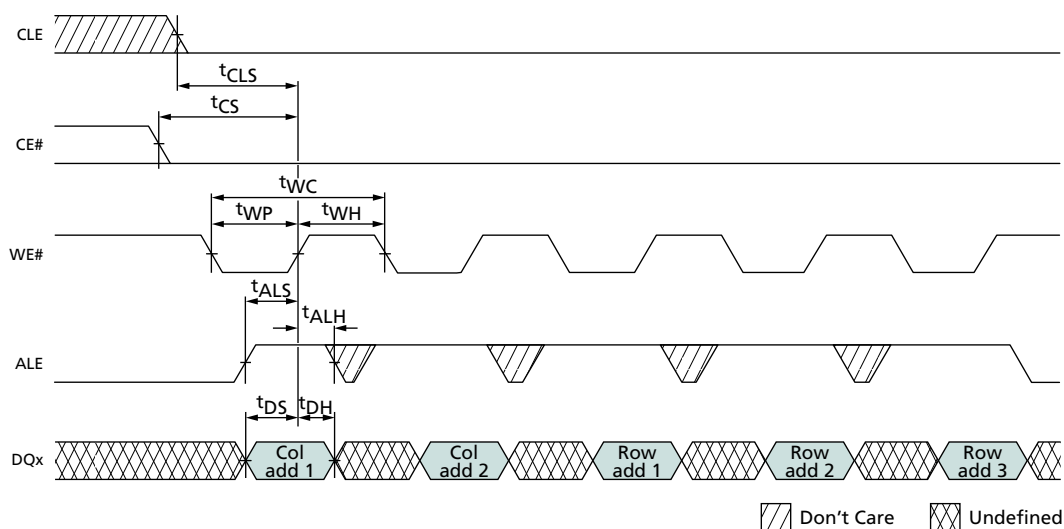 CLE
tCLS
tCS
CE#
tWC
tWP
tWH
WE#
tALS
tALH
ALE
tDS
tDH
DQx
Col
add 1
Col
add 2
Row
add 1
Row
add 2
Row
add 3
Don't Care
Undefined